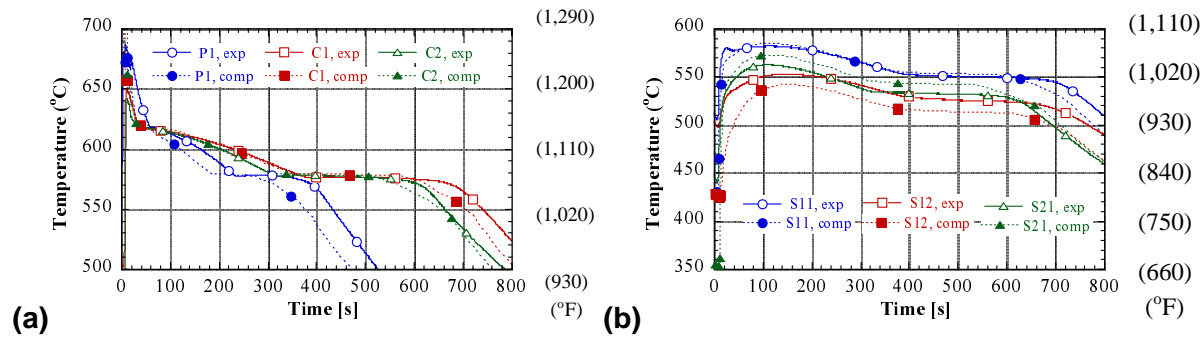 700
650
600
550
500
Temperature (°C)
P1, exp
C1, exp
C2, exp
P1, comp
C1, comp
C2, comp
0 100 200 300 400 500 600 700 800
Time [s]
(1,290)
(1,200)
(1,110)
(1,020)
(930)
(°F)
(a)
600
550
500
450
400
350
Temperature (°C)
S11, exp
S12, exp
S21, exp
S11, comp
S12, comp
S21, comp
0 100 200 300 400 500 600 700 800
Time [s]
(1,110)
(1,020)
(930)
(840)
(750)
(660)
(°F)
(b)